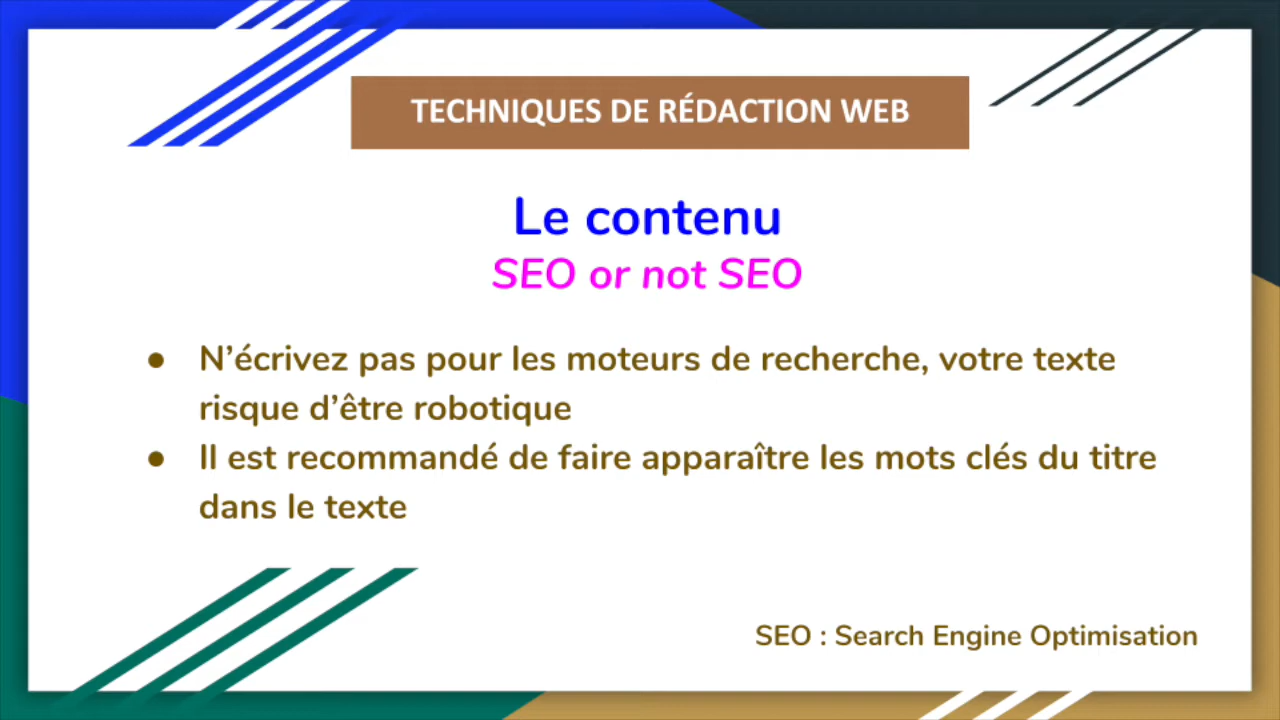 TECHNIQUES DE RÉDACTION WEB
Le contenu
SEO or not SEO
● N’écrivez pas pour les moteurs de recherche, votre texte
risque d’être robotique
● Il est recommandé de faire apparaître les mots clés du titre
dans le texte
SEO : Search Engine Optimisation